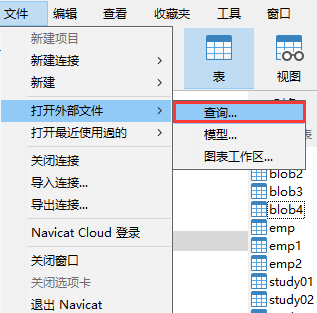 文件 编辑 查看 收藏夹 工具 窗口
新建项目
新建连接
新建
打开外部文件
打开最近使用過的
关闭连接
导入连接...
导出连接...
Navicat Cloud 登录
关闭窗口
关闭选项卡
退出 Navicat
查询...
模型...
图表工作区...
表 视图
blob2
blob3
blob4
emp
emp1
emp2
study01
study02